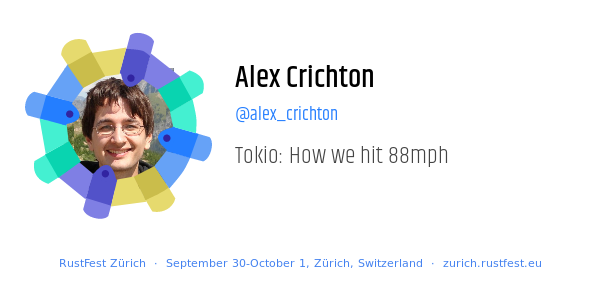 Alex Crichton
@alex_crichton
Tokio: How we hit 88mph
RustFest Zürich · September 30-October 1, Zürich, Switzerland · zurich.rustfest.eu